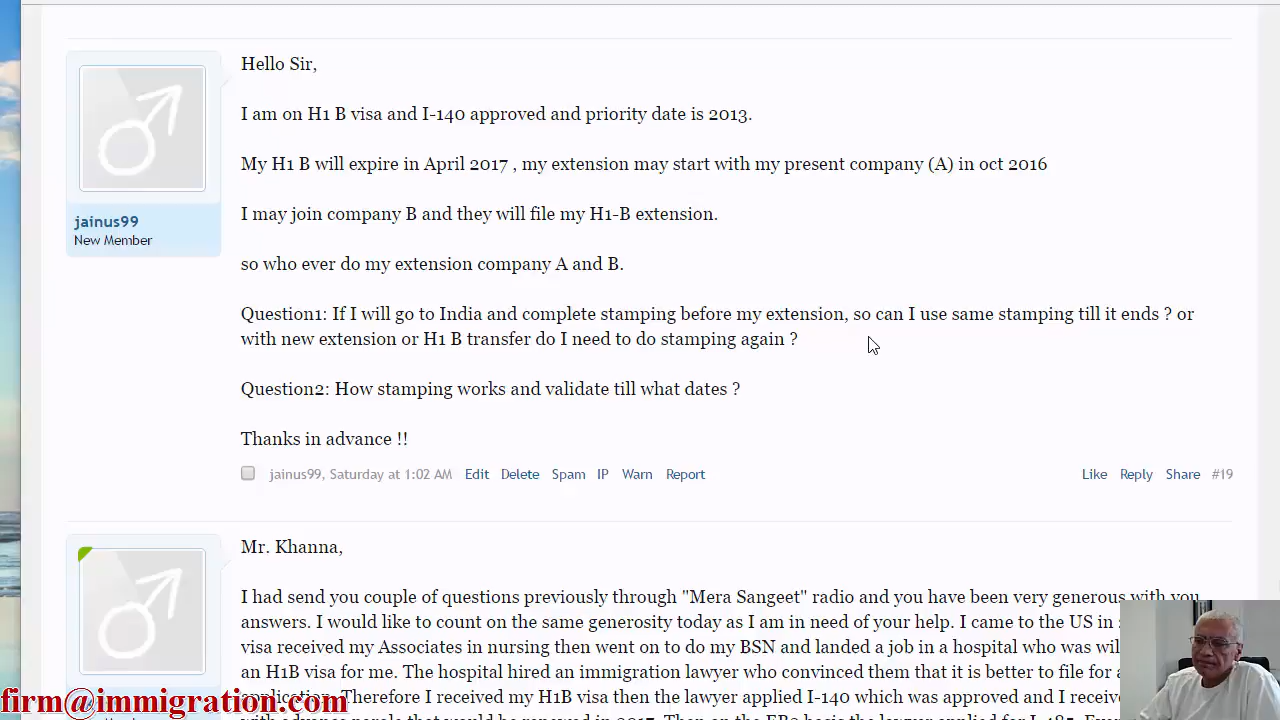 Hello Sir,
I am on H1 B visa and I-140 approved and priority date is 2013.
My H1 B will expire in April 2017 , my extension may start with my present company (A) in oct 2016
jainus99
New Member
I may join company B and they will file my H1-B extension.
so who ever do my extension company A and B.
Question1: If I will go to India and complete stamping before my extension, so can I use same stamping till it ends ? or
with new extension or H1 B transfer do I need to do stamping again ?
Question2: How stamping works and validate till what dates ?
Thanks in advance !!
jainus99, Saturday at 1:02 AM Edit Delete Spam IP Warn Report Like Reply Share #19
Mr. Khanna,
I had send you couple of questions previously through "Mera Sangeet" radio and you have been very generous with you
answers. I would like to count on the same generosity today as I am in need of your help. I came to the US in
visa received my Associates in nursing then went on to do my BSN and landed a job in a hospital who was wil
an H1B visa for me. The hospital hired an immigration lawyer who convinced them that it is better to file for a
application. Therefore I received my H1B visa then the lawyer applied I-140 which was approved and I receiv
firm@immigration.com